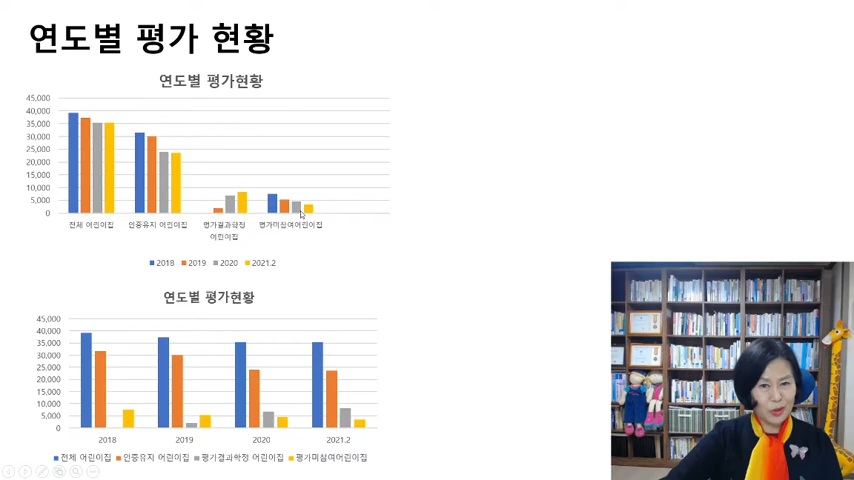 연도별 평가 현황
연도별 평가현황
45,000
40,000
35,000
30,000
25,000
20,000
15,000
10,000
5,000
0
전체 어린이집 인증유지 어린이집 평가결과확정 어린이집 평가미참여어린이집
2018 2019 2020 2021.2
연도별 평가현황
45,000
40,000
35,000
30,000
25,000
20,000
15,000
10,000
5,000
0
2018 2019 2020 2021.2
전체 어린이집 인증유지 어린이집 평가결과확정 어린이집 평가미참여어린이집